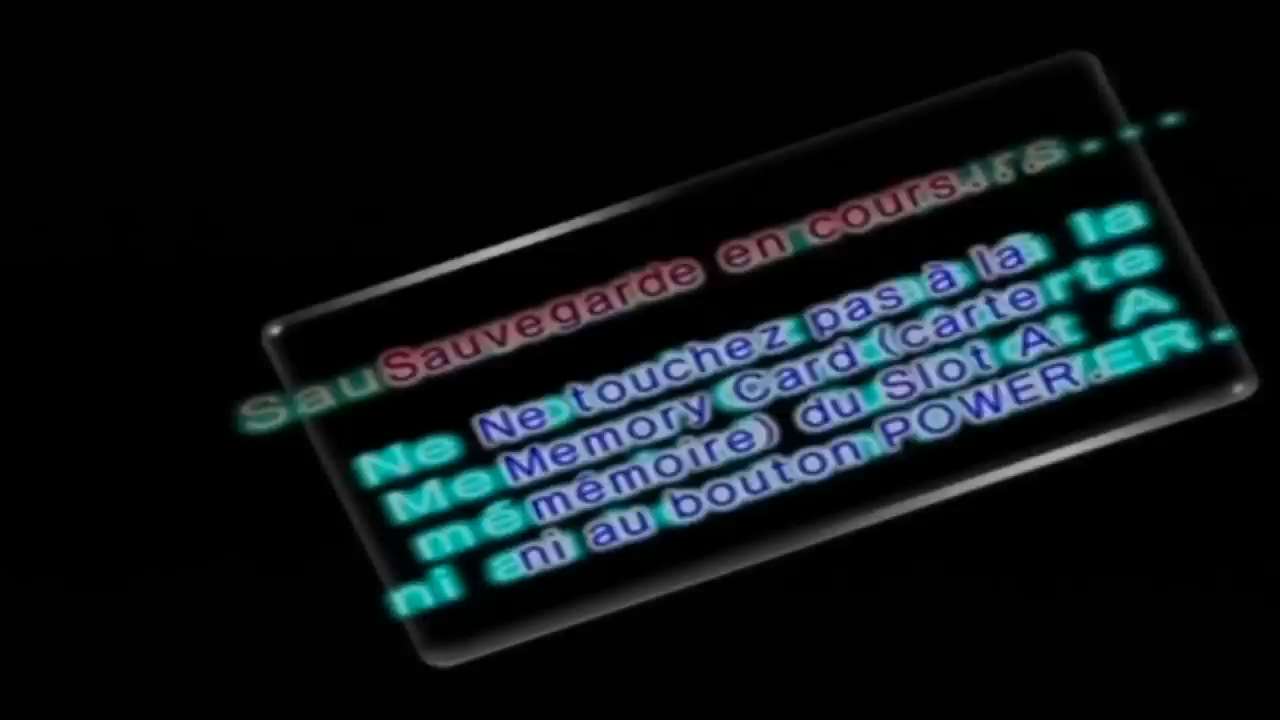 Sauvegarde en cours...
Ne touchez pas à la
Memory Card (carte
mémoire) du Slot A
ni au bouton POWER.